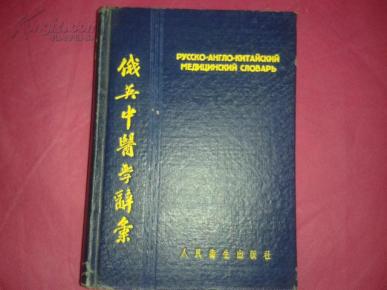 РУССКО-АНГЛО-КИТАЙСКИЙ
МЕДИЦИНСКИЙ СЛОВАРЬ
俄英中醫學辭彙
人民衛生出版社